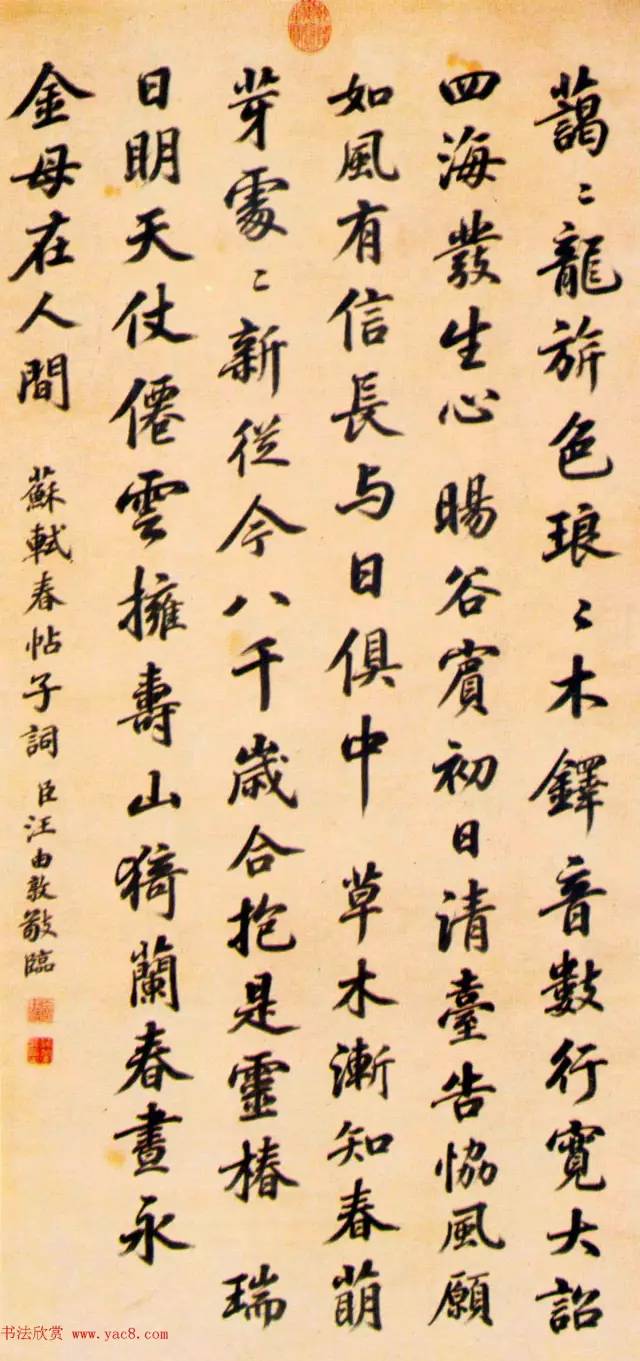 藹〻龍旂色琅〻木鐸音數行寬大詔
四海發生心暘谷賓初日清臺告協風願
如風有信長与日俱中草木漸知春萌
芽處〻新從今八千歲合抱是靈椿瑞
日明天仗僊雲擁壽山猗蘭春晝永
金母在人間
蘇軾春帖子詞臣汪由敦敬臨
书法欣赏 www.yac8.com